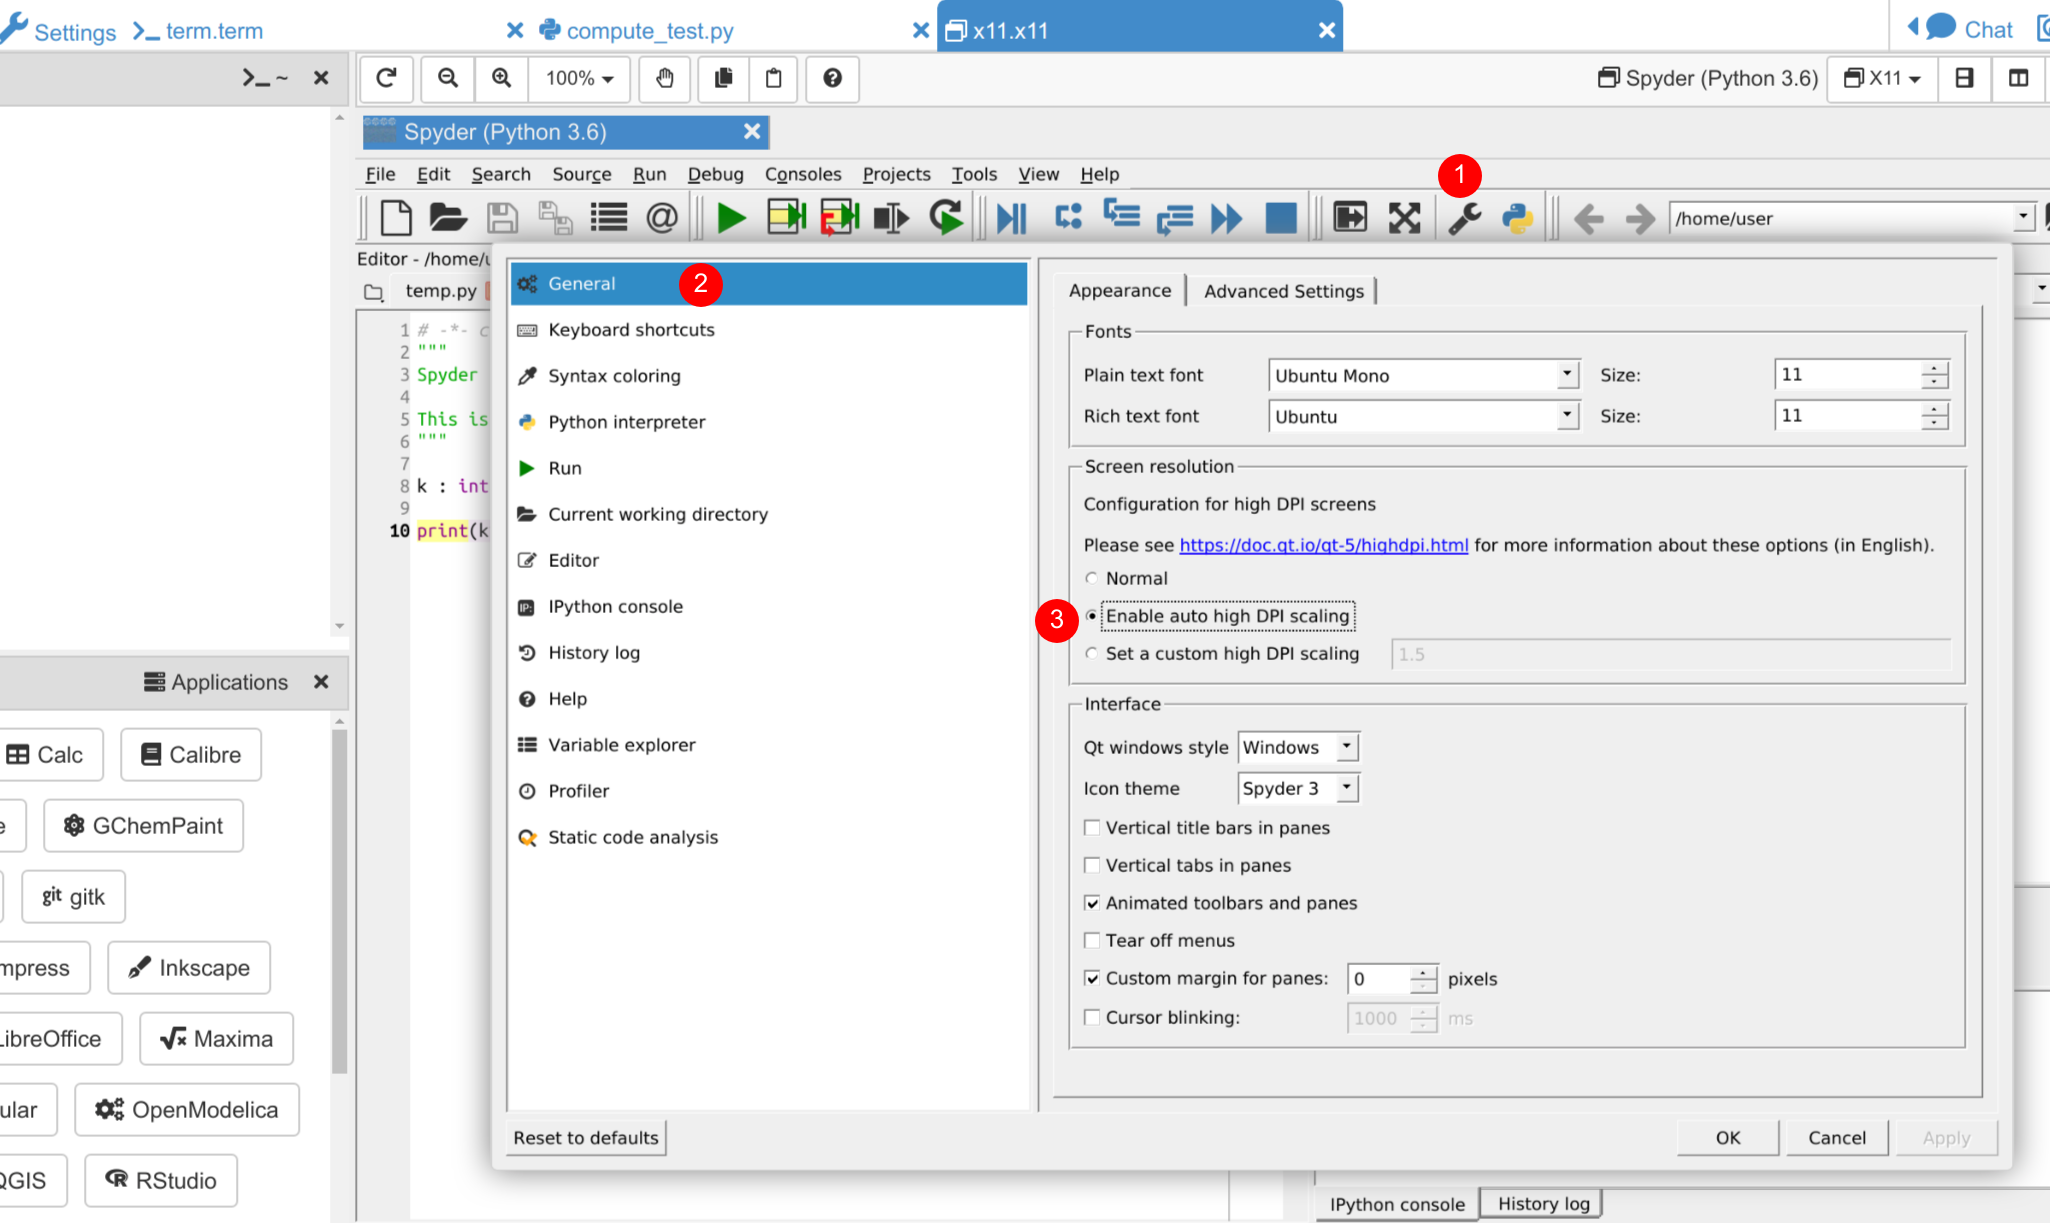 Settings
term.term
compute_test.py
x11.x11
Chat
~
100%
Spyder (Python 3.6)
X11
Spyder (Python 3.6)
File Edit Search Source Run Debug Consoles Projects Tools View Help
1
/home/user
Editor - /home/u
temp.py
1 # -*- c
2 """
3 Spyder
4
5 This is
6 """
7
8 k : int
9
10 print(k
General
2
Keyboard shortcuts
Syntax coloring
Python interpreter
Run
Current working directory
Editor
IP: IPython console
History log
Help
Variable explorer
Profiler
Static code analysis
Appearance
Advanced Settings
Fonts
Plain text font Ubuntu Mono Size: 11
Rich text font Ubuntu Size: 11
Screen resolution
Configuration for high DPI screens
Please see https://doc.qt.io/qt-5/highdpi.html for more information about these options (in English).
Normal
3 Enable auto high DPI scaling
Set a custom high DPI scaling 1.5
Interface
Qt windows style Windows
Icon theme Spyder 3
Vertical title bars in panes
Vertical tabs in panes
Animated toolbars and panes
Tear off menus
Custom margin for panes: 0 pixels
Cursor blinking: 1000 ms
Reset to defaults
OK Cancel Apply
Applications
Calc Calibre
e GChemPaint
git gitk
mpress Inkscape
LibreOffice Maxima
ular OpenModelica
QGIS R RStudio
IPython console History log